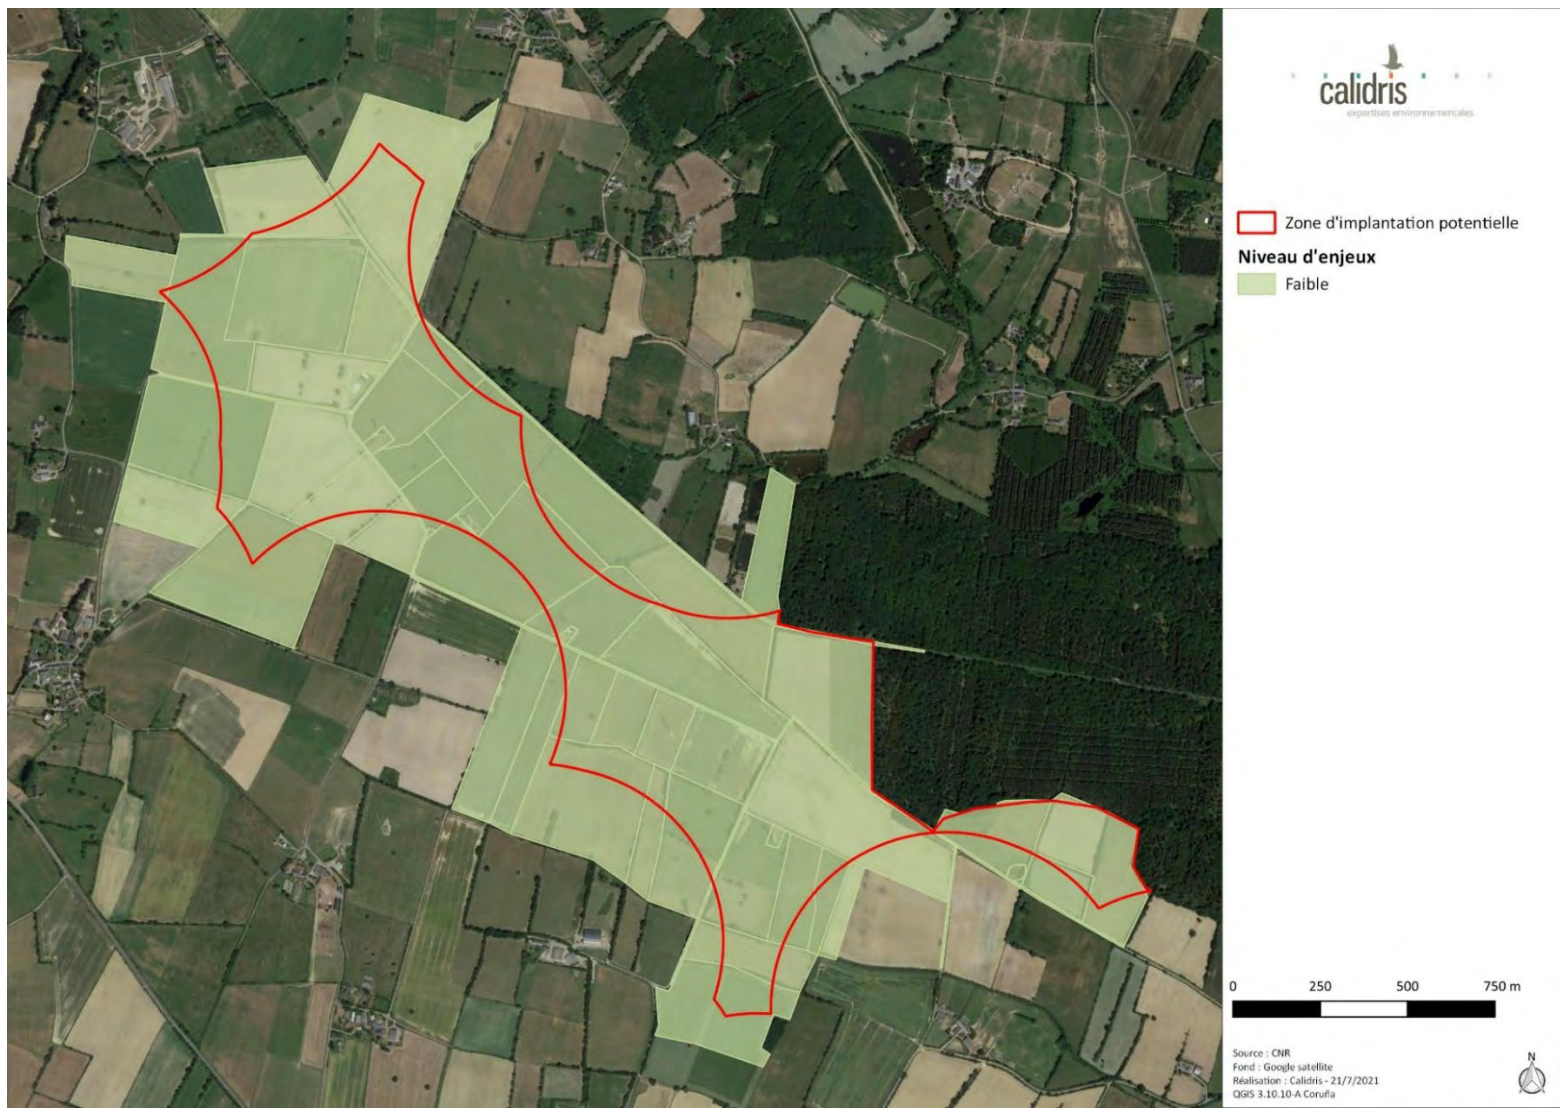 calidris
expertises environnementales
Zone d'implantation potentielle
Niveau d'enjeux
Faible
0 250 500 750 m
Source : CNR
Fond : Google satellite
Réalisation : Calidris - 21/7/2021
QGIS 3.10.10-A Coruña
N